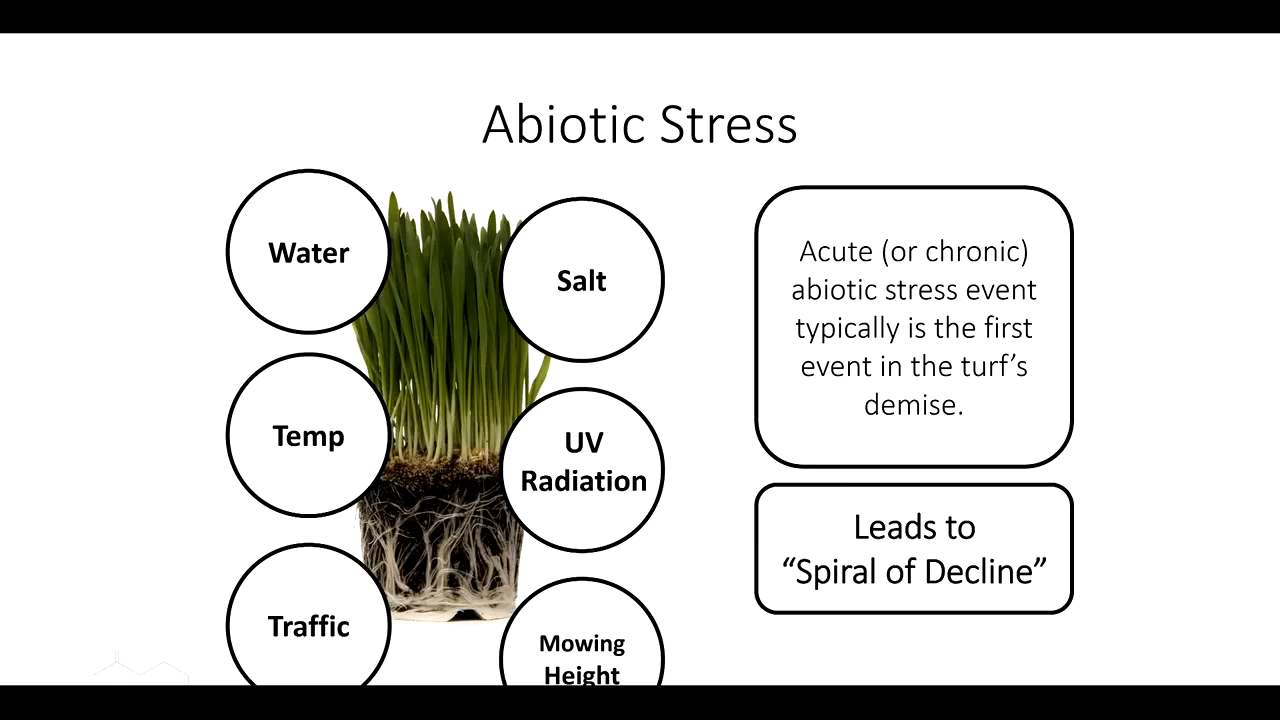 Abiotic Stress
Water
Salt
Temp
UV
Radiation
Traffic
Mowing
Height
Acute (or chronic)
abiotic stress event
typically is the first
event in the turf’s
demise.
Leads to
“Spiral of Decline”